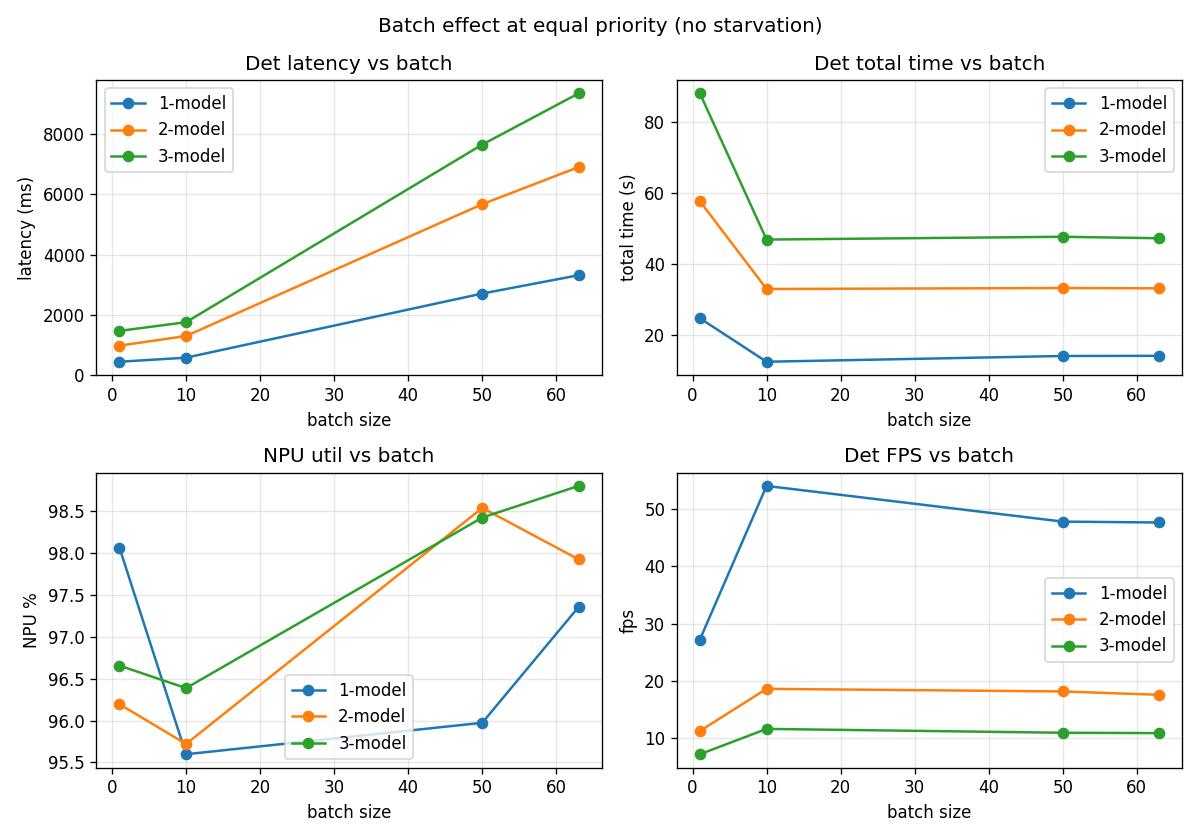 Batch effect at equal priority (no starvation)
Det latency vs batch
latency (ms)
8000
6000
4000
2000
0
0 10 20 30 40 50 60
batch size
1-model
2-model
3-model
Det total time vs batch
total time (s)
80
60
40
20
0 10 20 30 40 50 60
batch size
1-model
2-model
3-model
NPU util vs batch
NPU %
98.5
98.0
97.5
97.0
96.5
96.0
95.5
0 10 20 30 40 50 60
batch size
1-model
2-model
3-model
Det FPS vs batch
fps
50
40
30
20
10
0 10 20 30 40 50 60
batch size
1-model
2-model
3-model